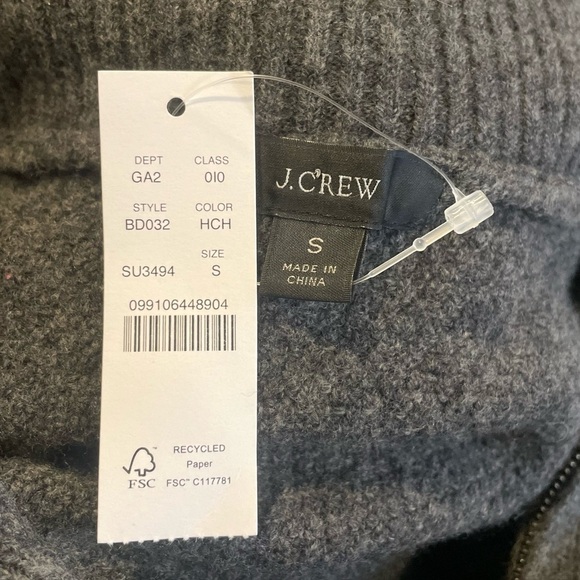 DEPT CLASS
GA2 0I0
STYLE COLOR
BD032 HCH
SIZE
SU3494 S
099106448904
RECYCLED
Paper
FSC™ C117781
FSC
J.CREW
S
MADE IN
CHINA